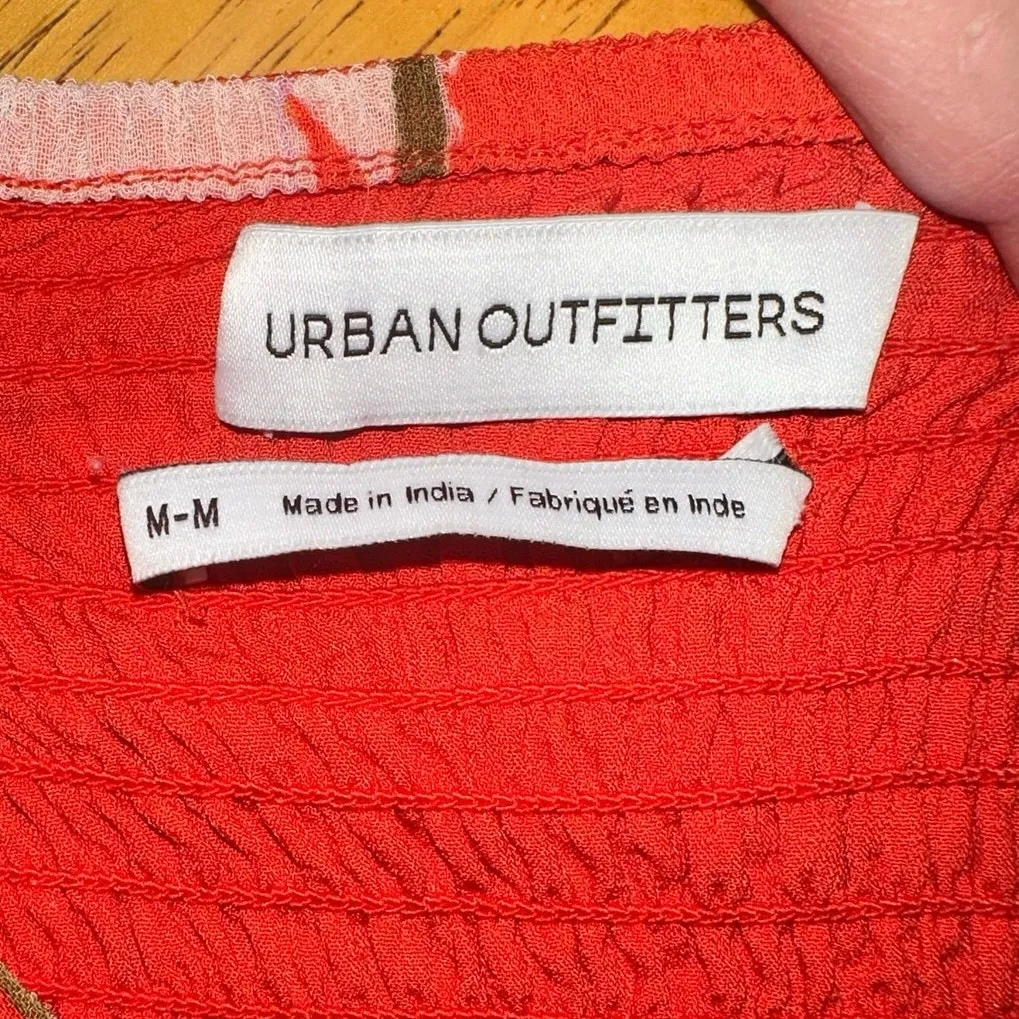 URBAN OUTFITTERS
M-M Made in India / Fabriqué en Inde